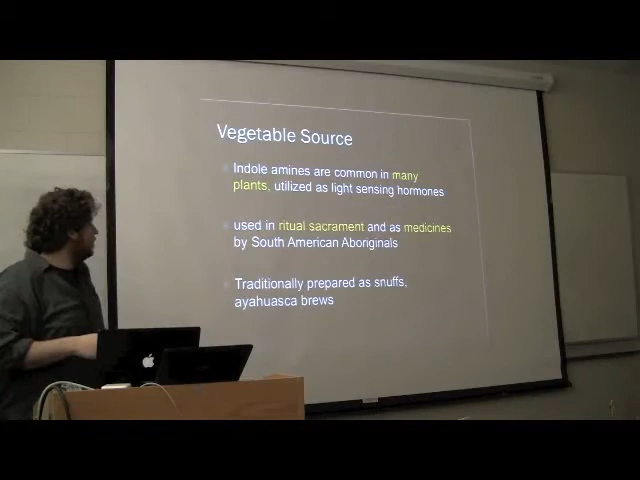 Vegetable Source
Indole amines are common in many
plants, utilized as light sensing hormones
used in ritual sacrament and as medicines
by South American Aboriginals
Traditionally prepared as snuffs,
ayahuasca brews